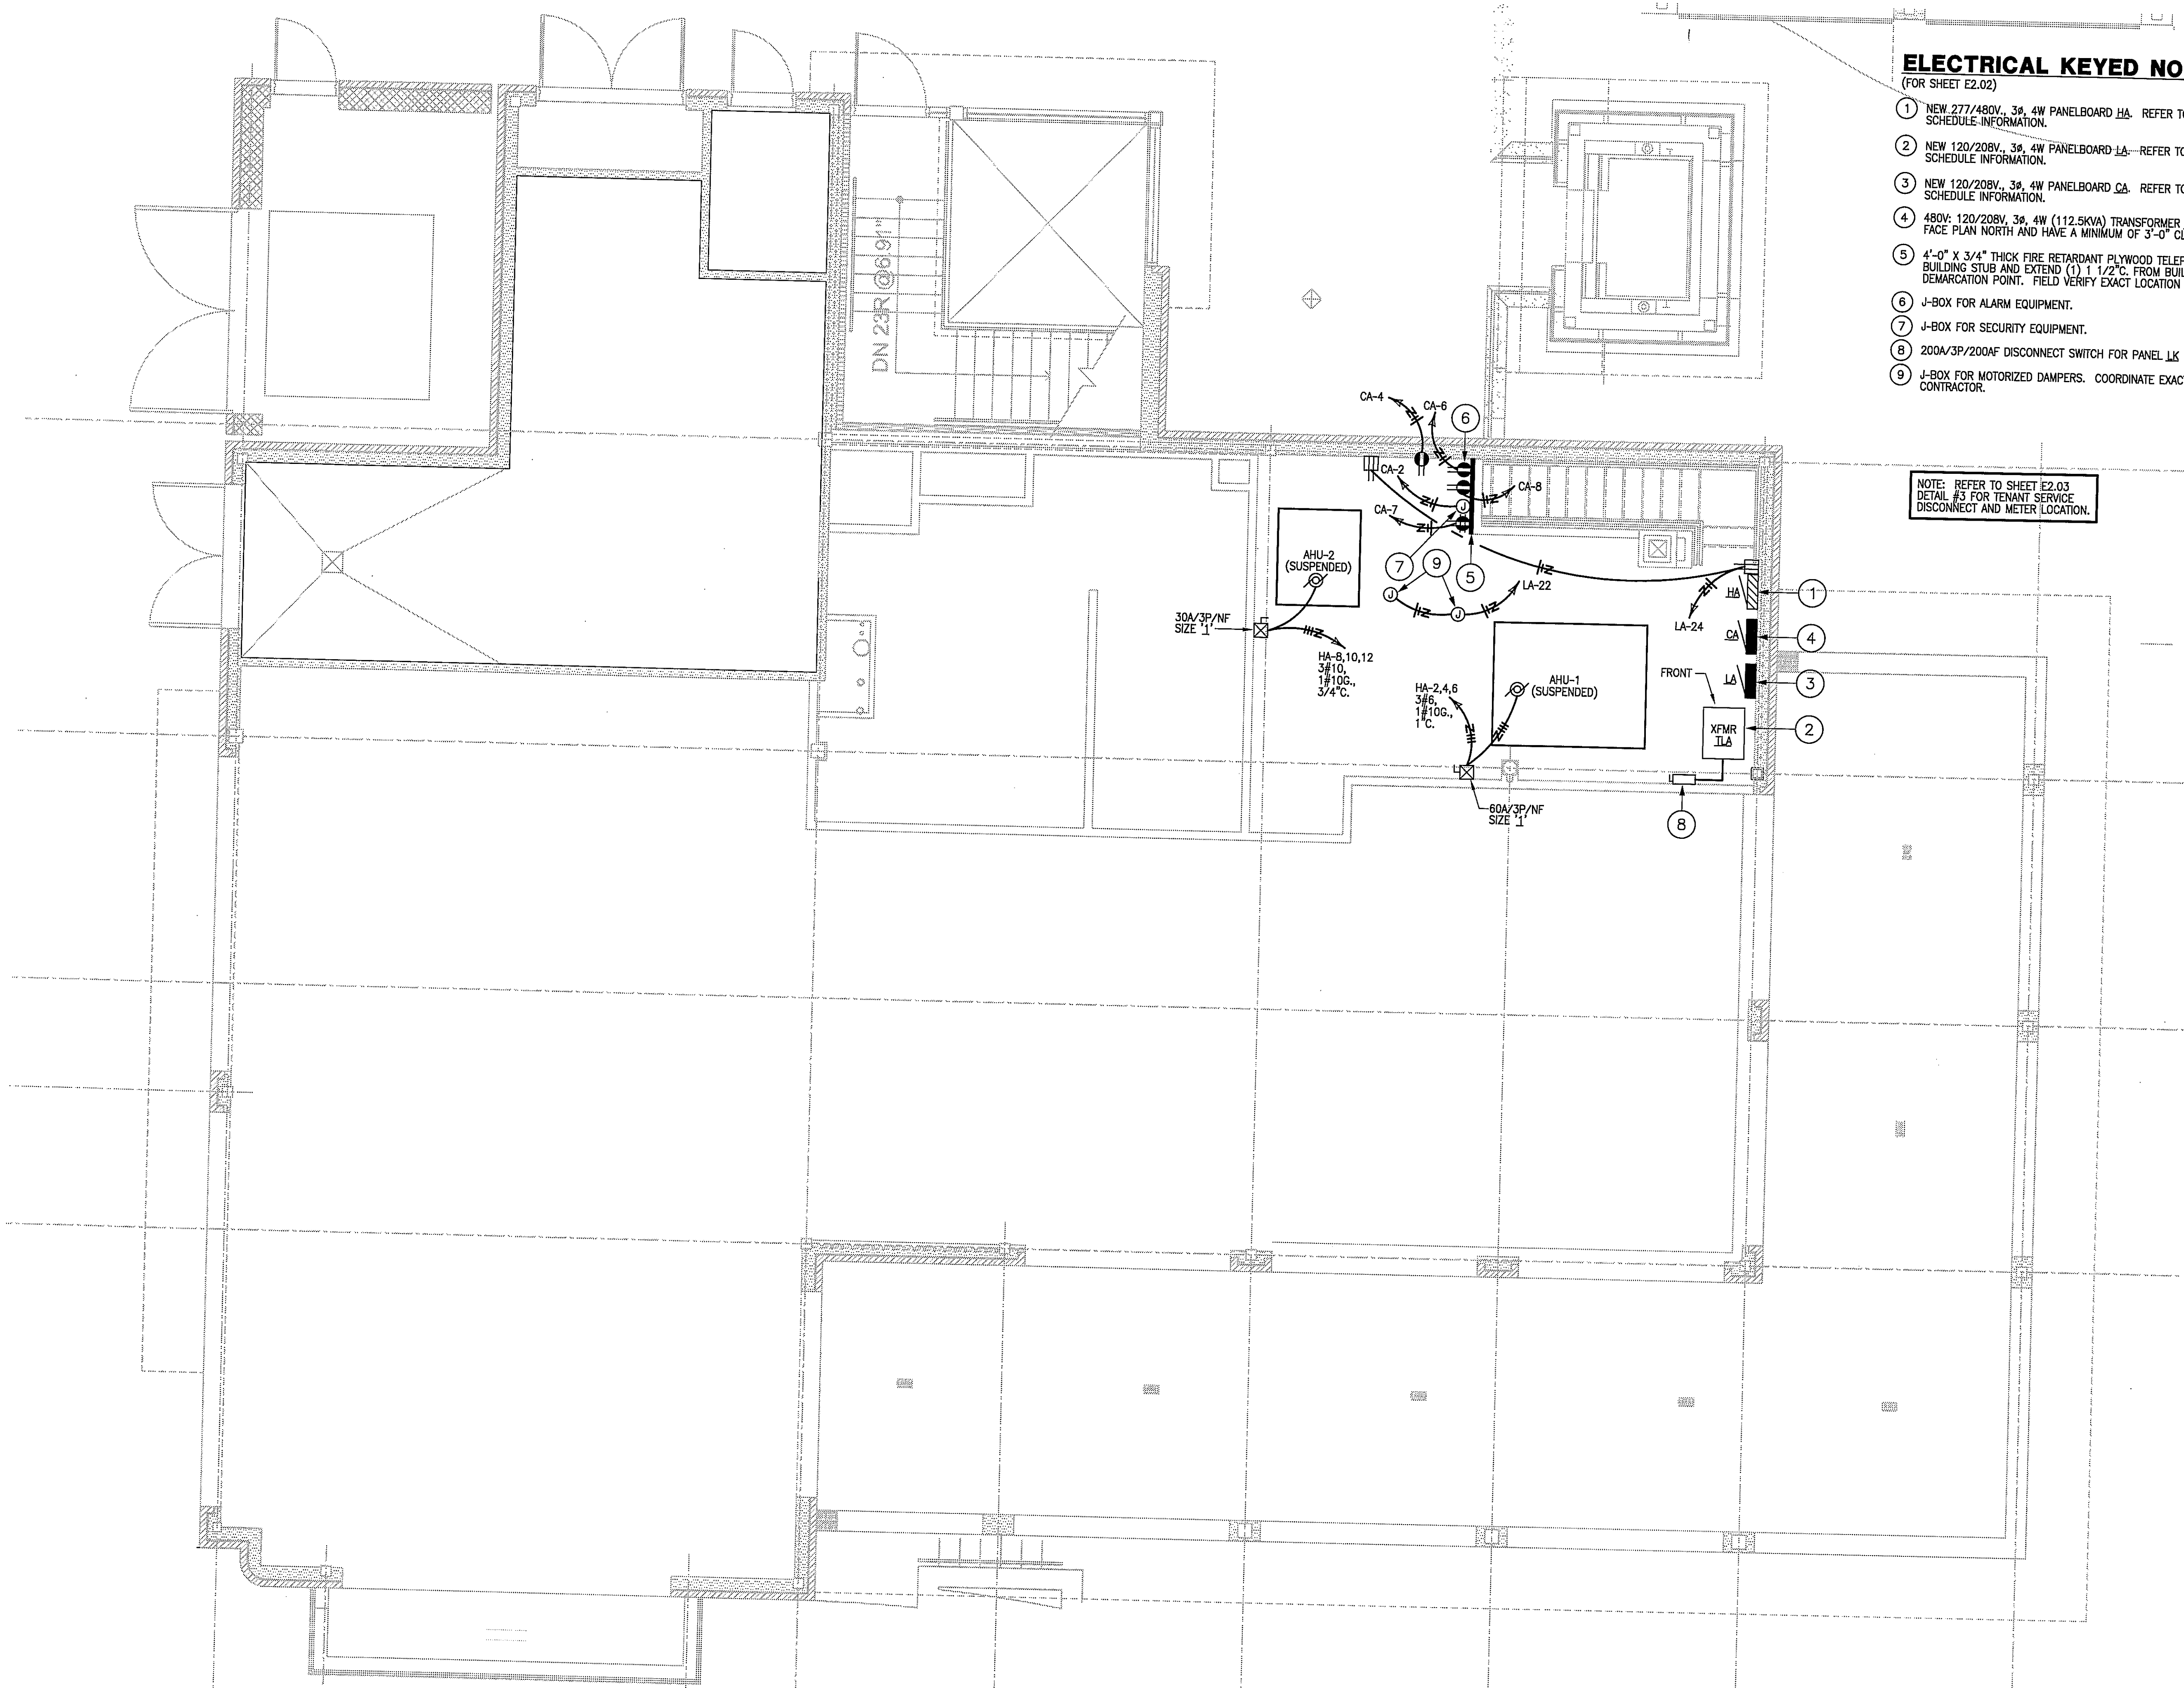 ELECTRICAL KEYED NO
(FOR SHEET E2.02)
1 NEW 277/480V, 3ø, 4W PANELBOARD HA. REFER TO
SCHEDULE INFORMATION.
2 NEW 120/208V., 3ø, 4W PANELBOARD LA. REFER TO
SCHEDULE INFORMATION.
3 NEW 120/208V., 3ø, 4W PANELBOARD CA. REFER TO
SCHEDULE INFORMATION.
4 480V: 120/208V, 3ø, 4W (112.5KVA) TRANSFORMER
FACE PLAN NORTH AND HAVE A MINIMUM OF 3'-0" CL
5 4'-0" X 3/4" THICK FIRE RETARDANT PLYWOOD TELEP
BUILDING STUB AND EXTEND (1) 1 1/2"C. FROM BUIL
DEMARCATION POINT. FIELD VERIFY EXACT LOCATION
6 J-BOX FOR ALARM EQUIPMENT.
7 J-BOX FOR SECURITY EQUIPMENT.
8 200A/3P/200AF DISCONNECT SWITCH FOR PANEL LK
9 J-BOX FOR MOTORIZED DAMPERS. COORDINATE EXAC
CONTRACTOR.
NOTE: REFER TO SHEET E2.03
DETAIL #3 FOR TENANT SERVICE
DISCONNECT AND METER LOCATION.
DN 23R @6.91"
CA-4
CA-6
6
CA-2
CA-8
CA-7
J
7
9
5
AHU-2
(SUSPENDED)
LA-22
J
J
30A/3P/NF
SIZE '1'
HA-8,10,12
3#10,
1#10G.,
3/4"C.
HA
1
LA-24
CA
4
FRONT
LA
3
AHU-1
(SUSPENDED)
HA-2,4,6
3#6,
1#10G.,
1"C.
XFMR
TLA
2
60A/3P/NF
SIZE '1'
8